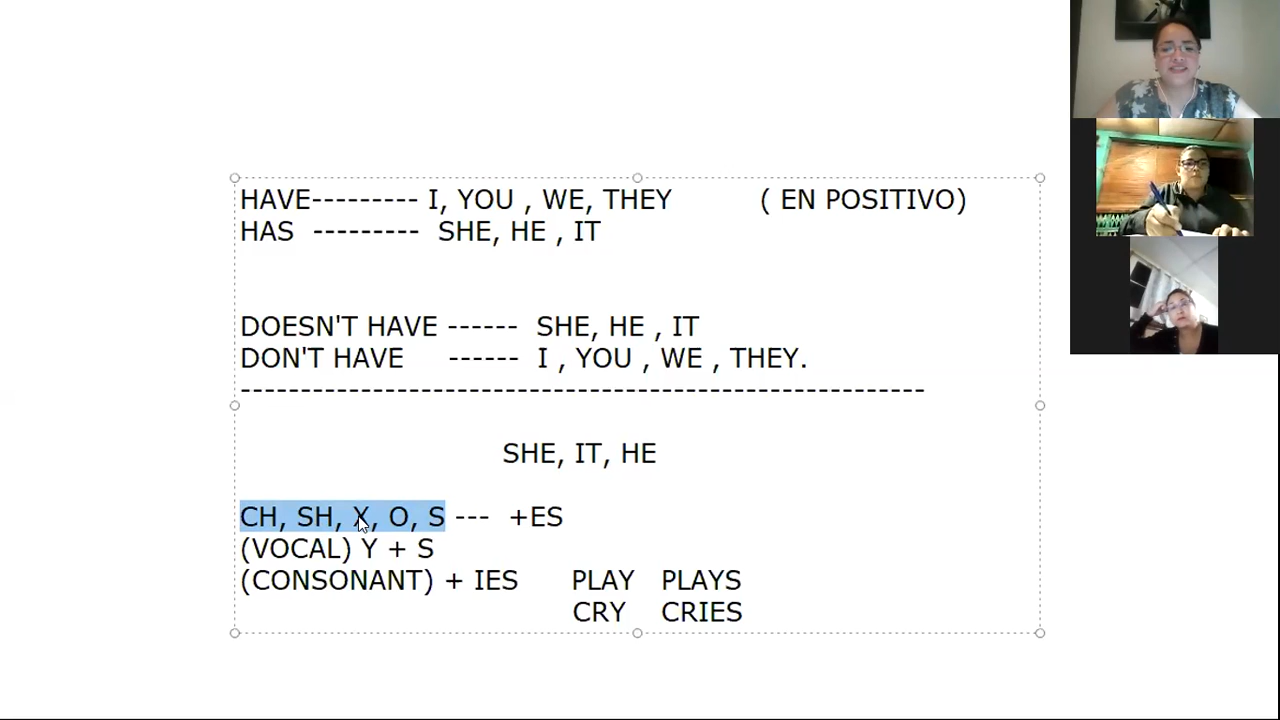 HAVE--------- I, YOU , WE, THEY ( EN POSITIVO)
HAS --------- SHE, HE , IT
DOESN'T HAVE ------ SHE, HE , IT
DON'T HAVE ------ I , YOU , WE , THEY.
---------------------------------------------------------
SHE, IT, HE
CH, SH, X, O, S --- +ES
(VOCAL) Y + S
(CONSONANT) + IES PLAY PLAYS
CRY CRIES